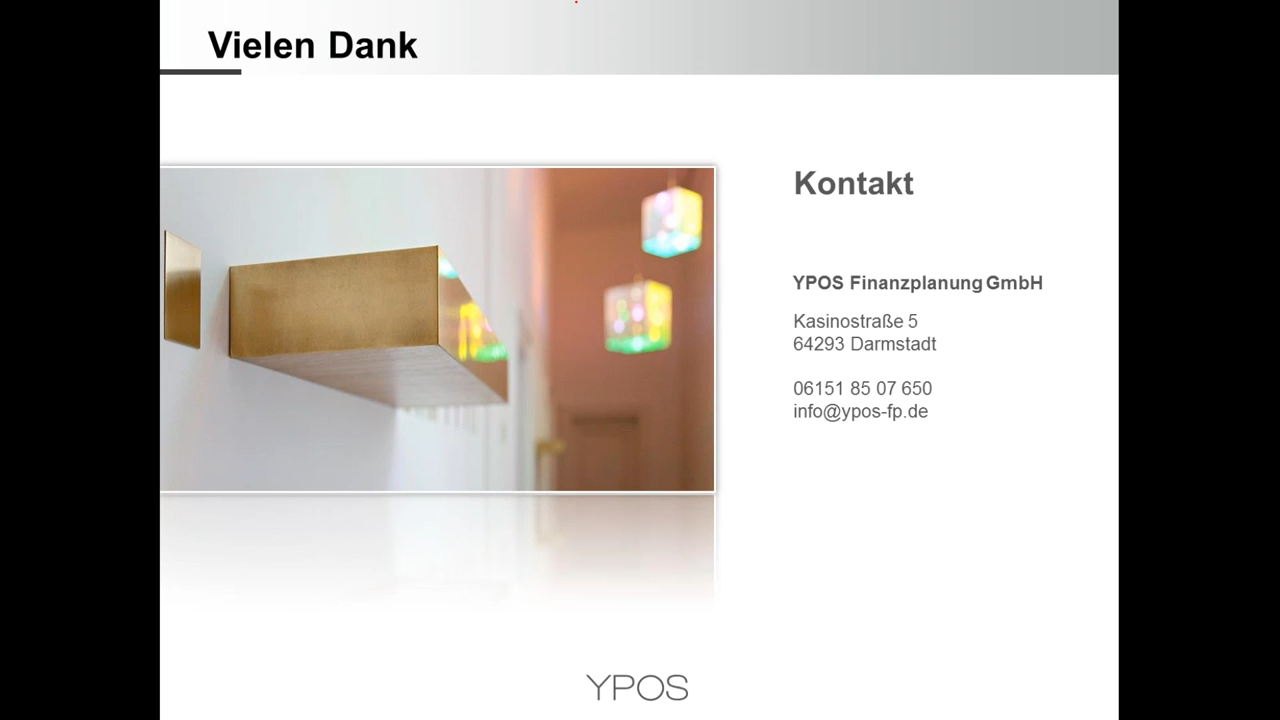 Vielen Dank
Kontakt
YPOS Finanzplanung GmbH
Kasinostraße 5
64293 Darmstadt
06151 85 07 650
info@ypos-fp.de
YPOS